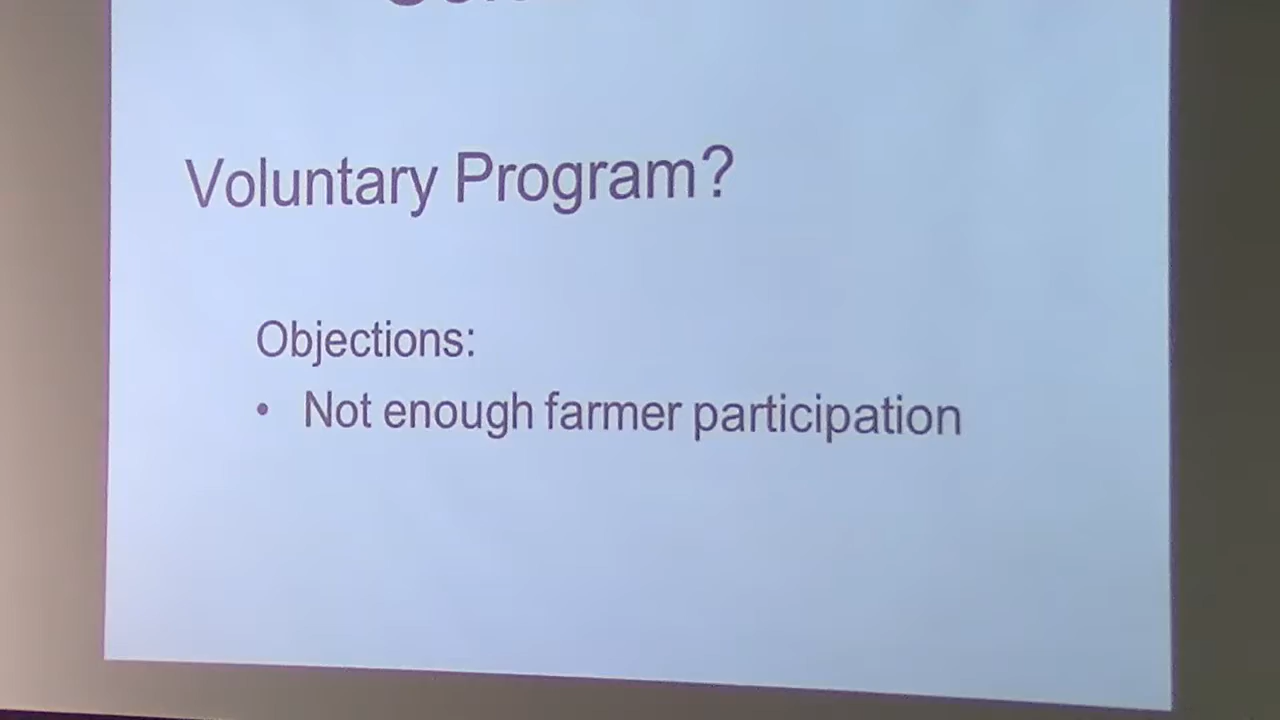 Voluntary Program?
Objections:
• Not enough farmer participation